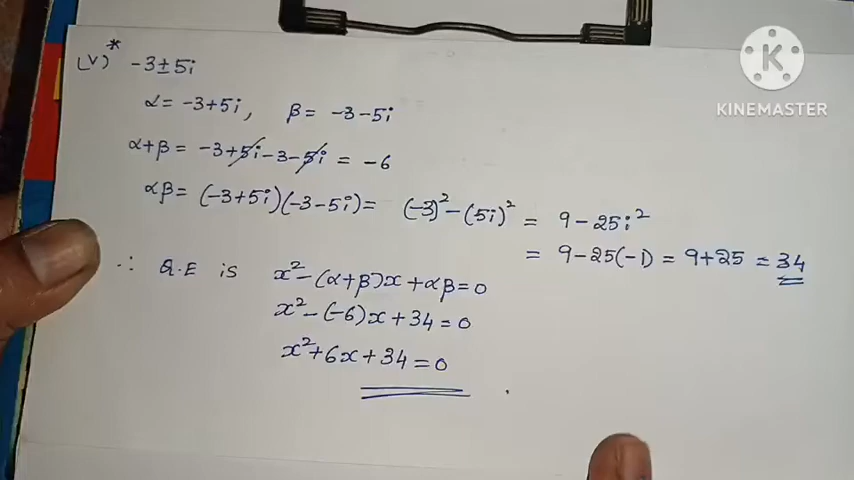 (V)* -3±5i
α= -3+5i, β= -3-5i
α+β= -3+5i-3-5i = -6
αβ= (-3+5i)(-3-5i)= (-3)²-(5i)² = 9-25i²
= 9-25(-1) = 9+25 = 34
∴ Q.E is x²-(α+β)x+αβ=0
x²-(-6)x+34=0
x²+6x+34=0
K
KINEMASTER